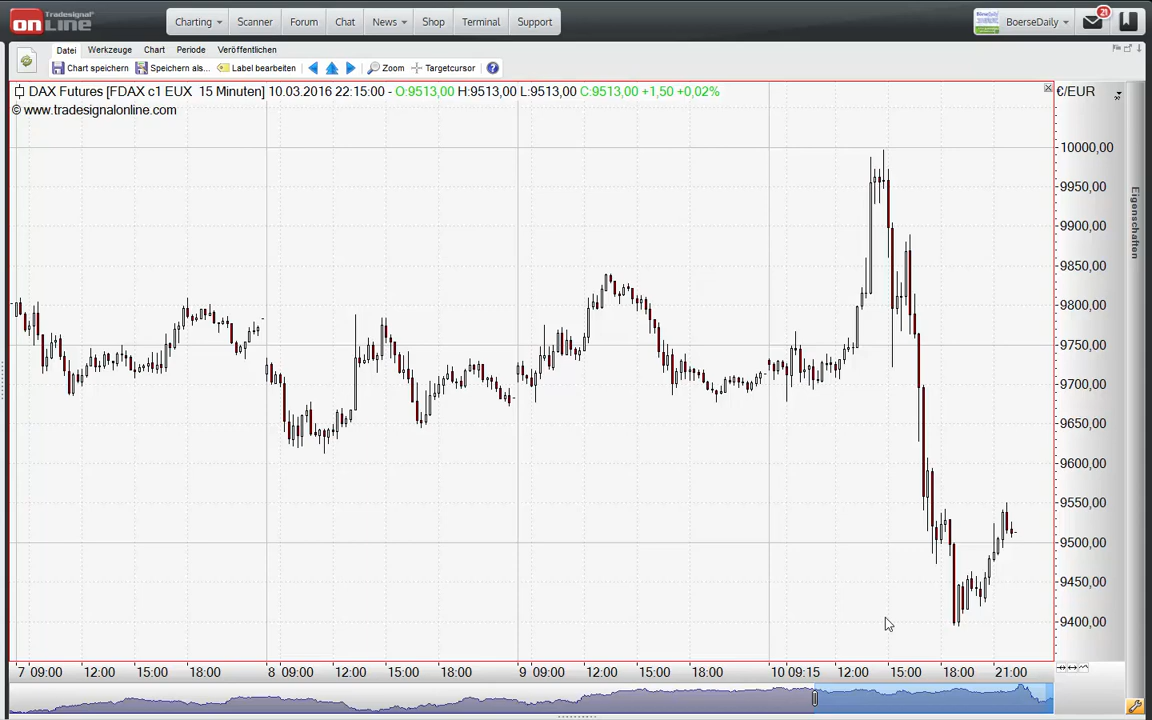 Tradesignal
onLine
Charting
Scanner
Forum
Chat
News
Shop
Terminal
Support
BoerseDaily
21
Datei
Werkzeuge
Chart
Periode
Veröffentlichen
Chart speichern
Speichern als...
Label bearbeiten
Zoom
Targetcursor
?
DAX Futures [FDAX c1 EUX 15 Minuten] 10.03.2016 22:15:00 - O:9513,00 H:9513,00 L:9513,00 C:9513,00 +1,50 +0,02%
€/EUR
© www.tradesignalonline.com
10000,00
9950,00
9900,00
9850,00
9800,00
9750,00
9700,00
9650,00
9600,00
9550,00
9500,00
9450,00
9400,00
Eigenschaften
7 09:00 12:00 15:00 18:00 8 09:00 12:00 15:00 18:00 9 09:00 12:00 15:00 18:00 10 09:15 12:00 15:00 18:00 21:00